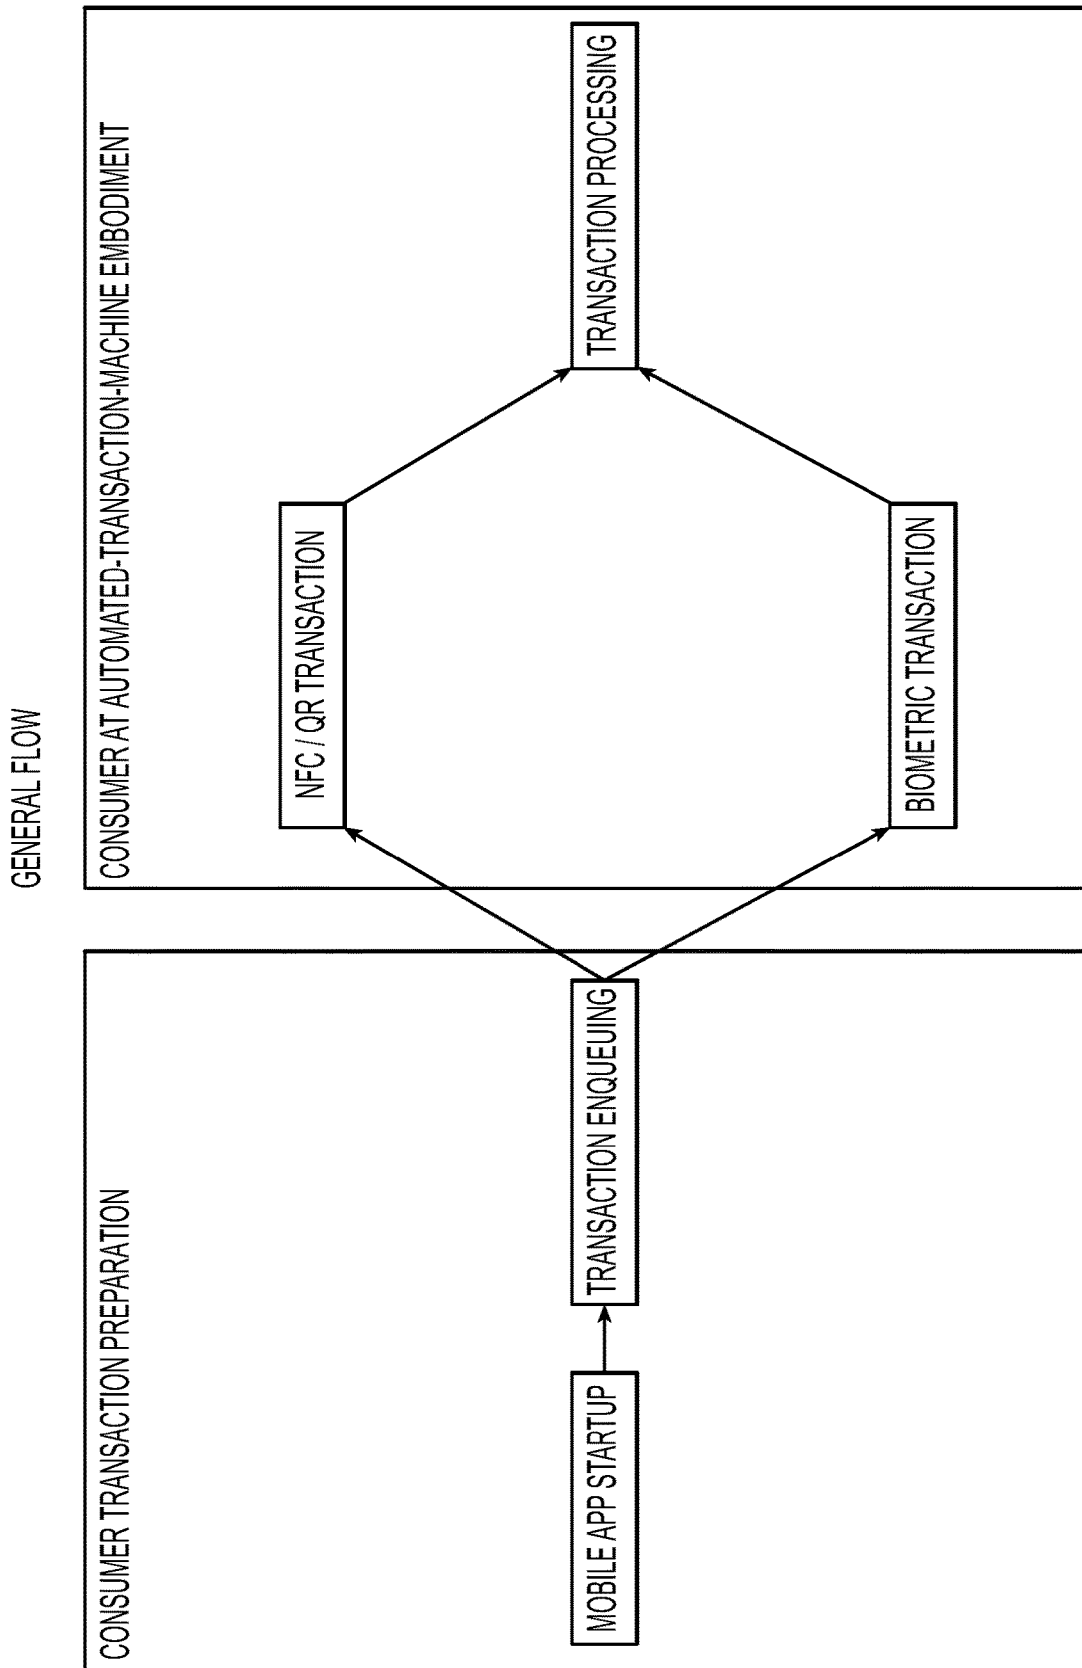 GENERAL FLOW
CONSUMER TRANSACTION PREPARATION
MOBILE APP STARTUP
TRANSACTION ENQUEUING
CONSUMER AT AUTOMATED-TRANSACTION-MACHINE EMBODIMENT
NFC / QR TRANSACTION
BIOMETRIC TRANSACTION
TRANSACTION PROCESSING